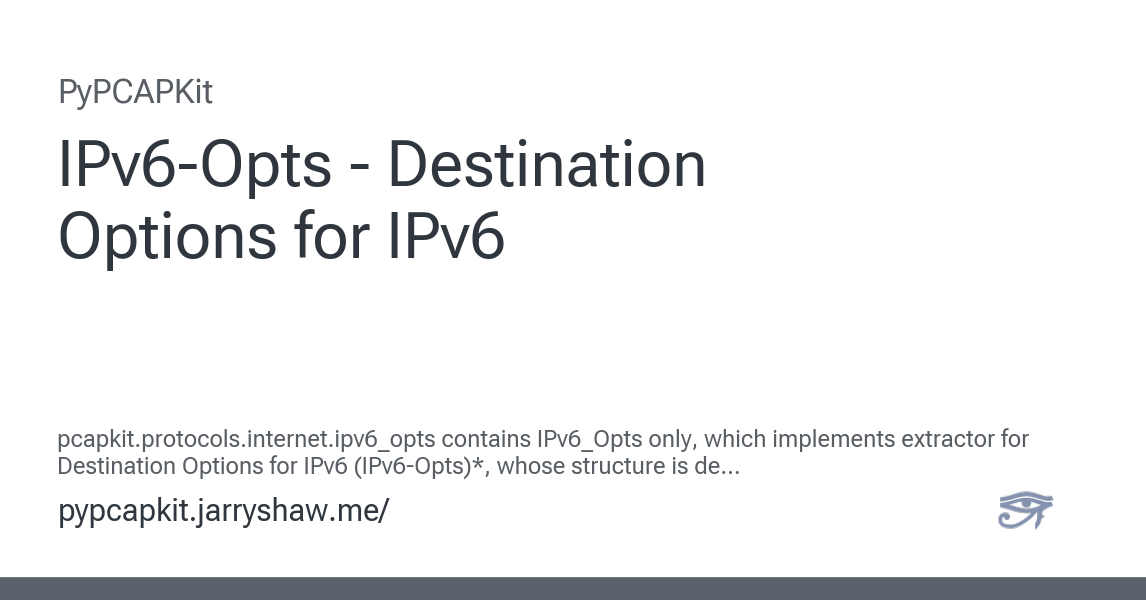 PyPCAPKit
IPv6-Opts - Destination
Options for IPv6
pcapkit.protocols.internet.ipv6_opts contains IPv6_Opts only, which implements extractor for
Destination Options for IPv6 (IPv6-Opts)*, whose structure is de...
pypcapkit.jarryshaw.me/